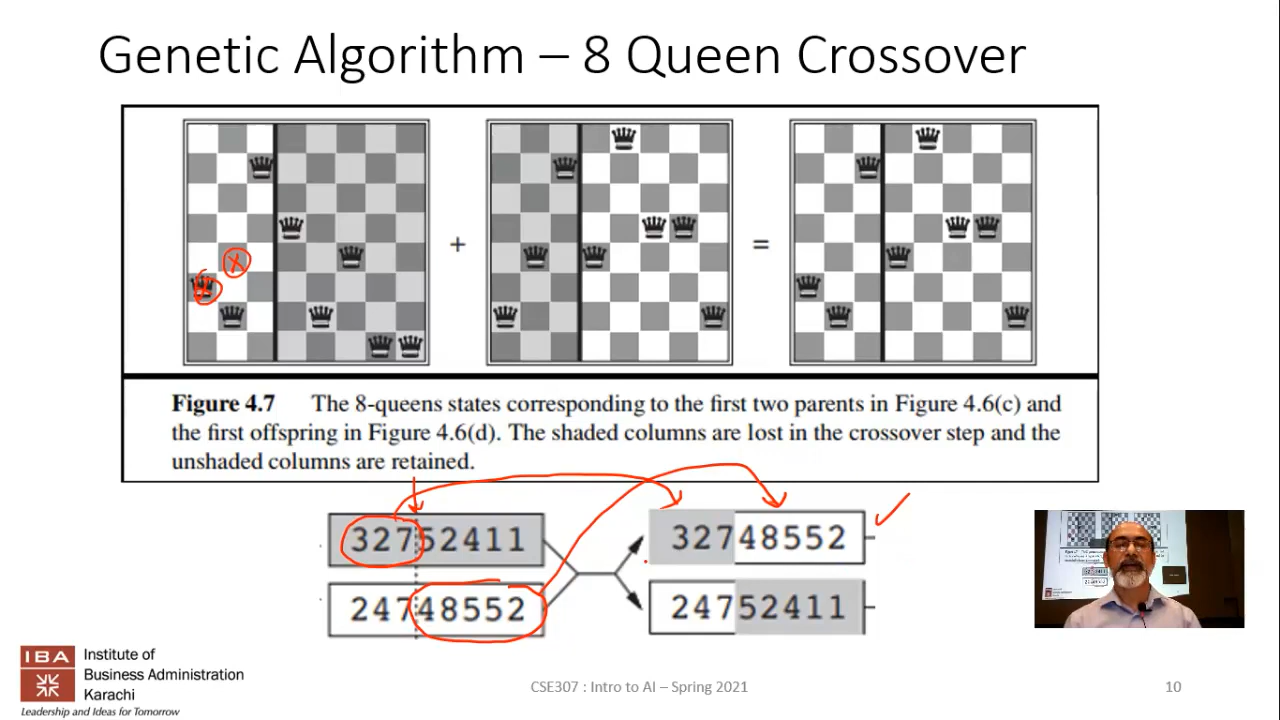 Genetic Algorithm – 8 Queen Crossover
+
=
Figure 4.7 The 8-queens states corresponding to the first two parents in Figure 4.6(c) and
the first offspring in Figure 4.6(d). The shaded columns are lost in the crossover step and the
unshaded columns are retained.
32752411
32748552
24748552
24752411
IBA
Institute of
Business Administration
Karachi
Leadership and Ideas for Tomorrow
CSE307 : Intro to AI – Spring 2021
10